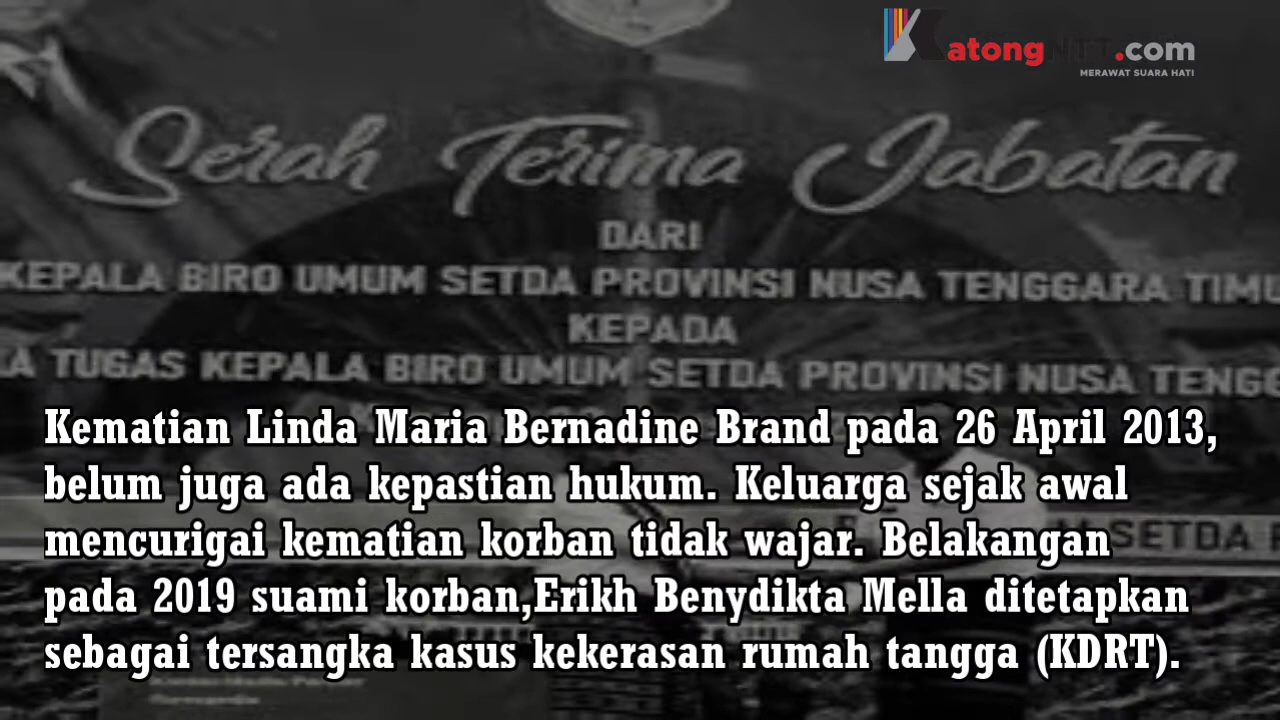 KatongNTT.com
MERAWAT SUARA HATI
Serah Terima Jabatan
DARI
KEPALA BIRO UMUM SETDA PROVINSI NUSA TENGGARA TIMU
KEPADA
A TUGAS KEPALA BIRO UMUM SETDA PROVINSI NUSA TENGG
Kematian Linda Maria Bernadine Brand pada 26 April 2013,
belum juga ada kepastian hukum. Keluarga sejak awal
mencurigai kematian korban tidak wajar. Belakangan
SETDA
pada 2019 suami korban,Erikh Benydikta Mella ditetapkan
sebagai tersangka kasus kekerasan rumah tangga (KDRT).